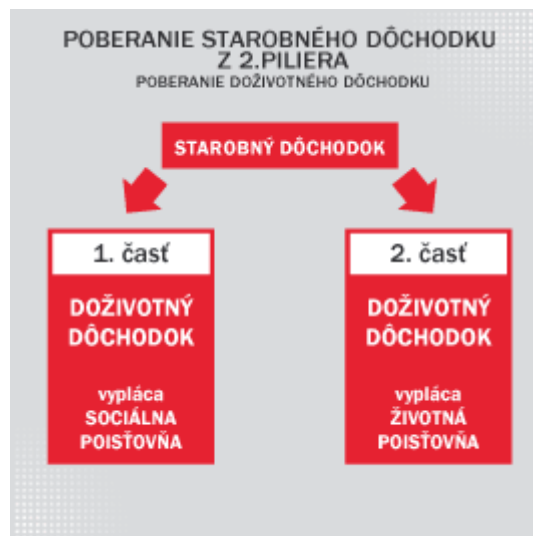 POBERANIE STAROBNÉHO DÔCHODKU
Z 2.PILIERA
POBERANIE DOŽIVOTNÉHO DÔCHODKU
STAROBNÝ DÔCHODOK
1. časť
DOŽIVOTNÝ
DÔCHODOK
vypláca
SOCIÁLNA
POISŤOVŇA
2. časť
DOŽIVOTNÝ
DÔCHODOK
vypláca
ŽIVOTNÁ
POISŤOVŇA